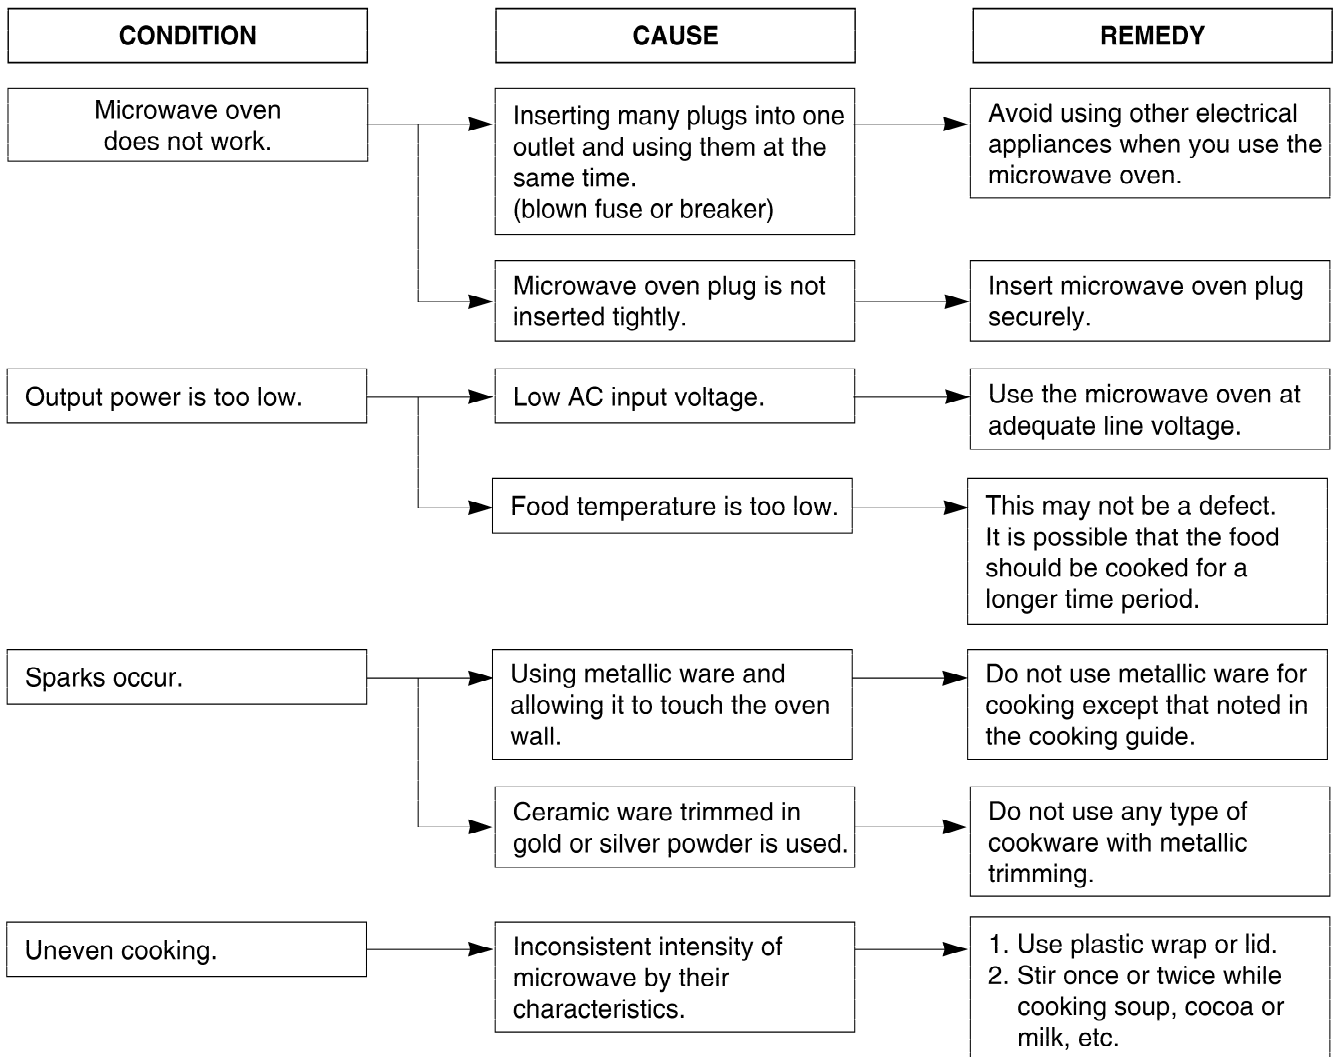 CONDITION
CAUSE
REMEDY
Microwave oven
does not work.
Inserting many plugs into one
outlet and using them at the
same time.
(blown fuse or breaker)
Avoid using other electrical
appliances when you use the
microwave oven.
Microwave oven plug is not
inserted tightly.
Insert microwave oven plug
securely.
Output power is too low.
Low AC input voltage.
Use the microwave oven at
adequate line voltage.
Food temperature is too low.
This may not be a defect.
It is possible that the food
should be cooked for a
longer time period.
Sparks occur.
Using metallic ware and
allowing it to touch the oven
wall.
Do not use metallic ware for
cooking except that noted in
the cooking guide.
Ceramic ware trimmed in
gold or silver powder is used.
Do not use any type of
cookware with metallic
trimming.
Uneven cooking.
Inconsistent intensity of
microwave by their
characteristics.
1. Use plastic wrap or lid.
2. Stir once or twice while
cooking soup, cocoa or
milk, etc.